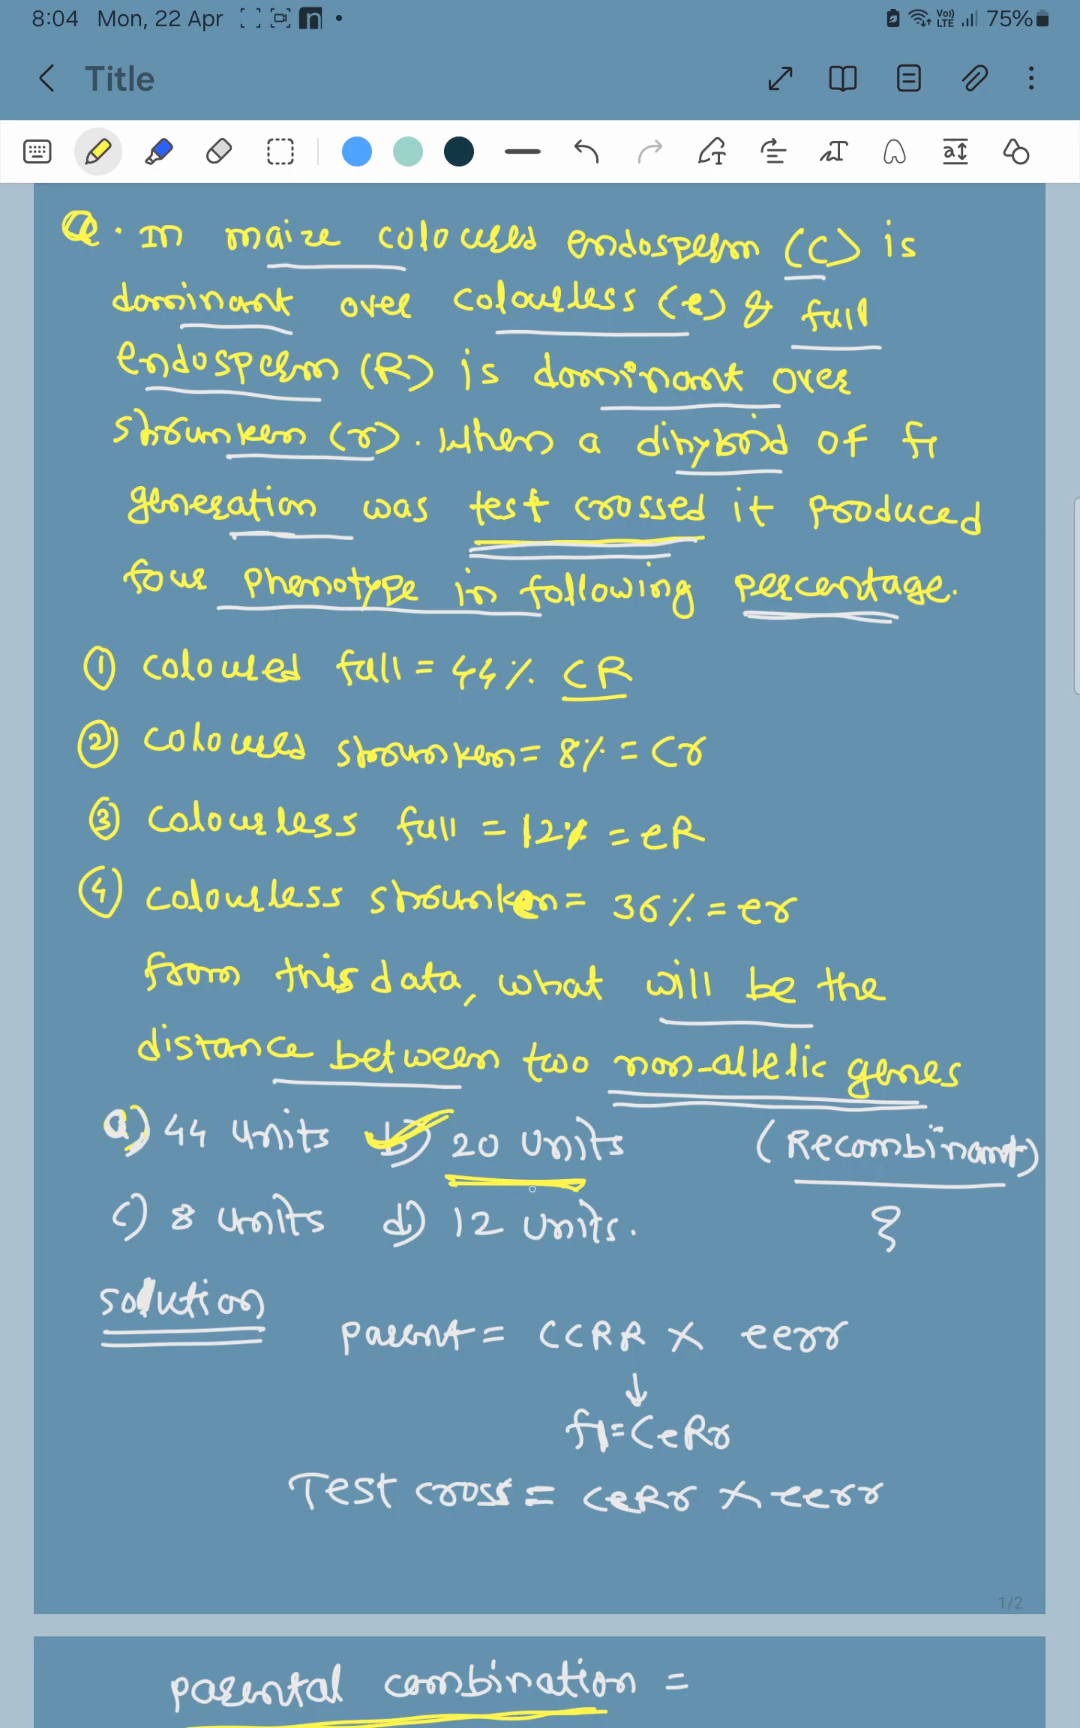 8:04 Mon, 22 Apr 75%
Title
Q. In maize coloured endosperm (C) is
dominant over colourless (c) & full
endosperm (R) is dominant over
shrunken (r). When a dihybrid of f1
generation was test crossed it produced
four phenotype in following percentage.
① coloured full = 44% CR
② coloured shrunken = 8% = Cr
③ colourless full = 12% = cR
④ colourless shrunken = 36% = cr
from this data, what will be the
distance between two non-allelic genes
a) 44 units b) 20 units (Recombinant)
c) 8 units d) 12 units. ?
solution
parent = CCRR X ccrr
↓
f1 = CcRr
Test cross = CcRr X ccrr
1/2
parental combination =